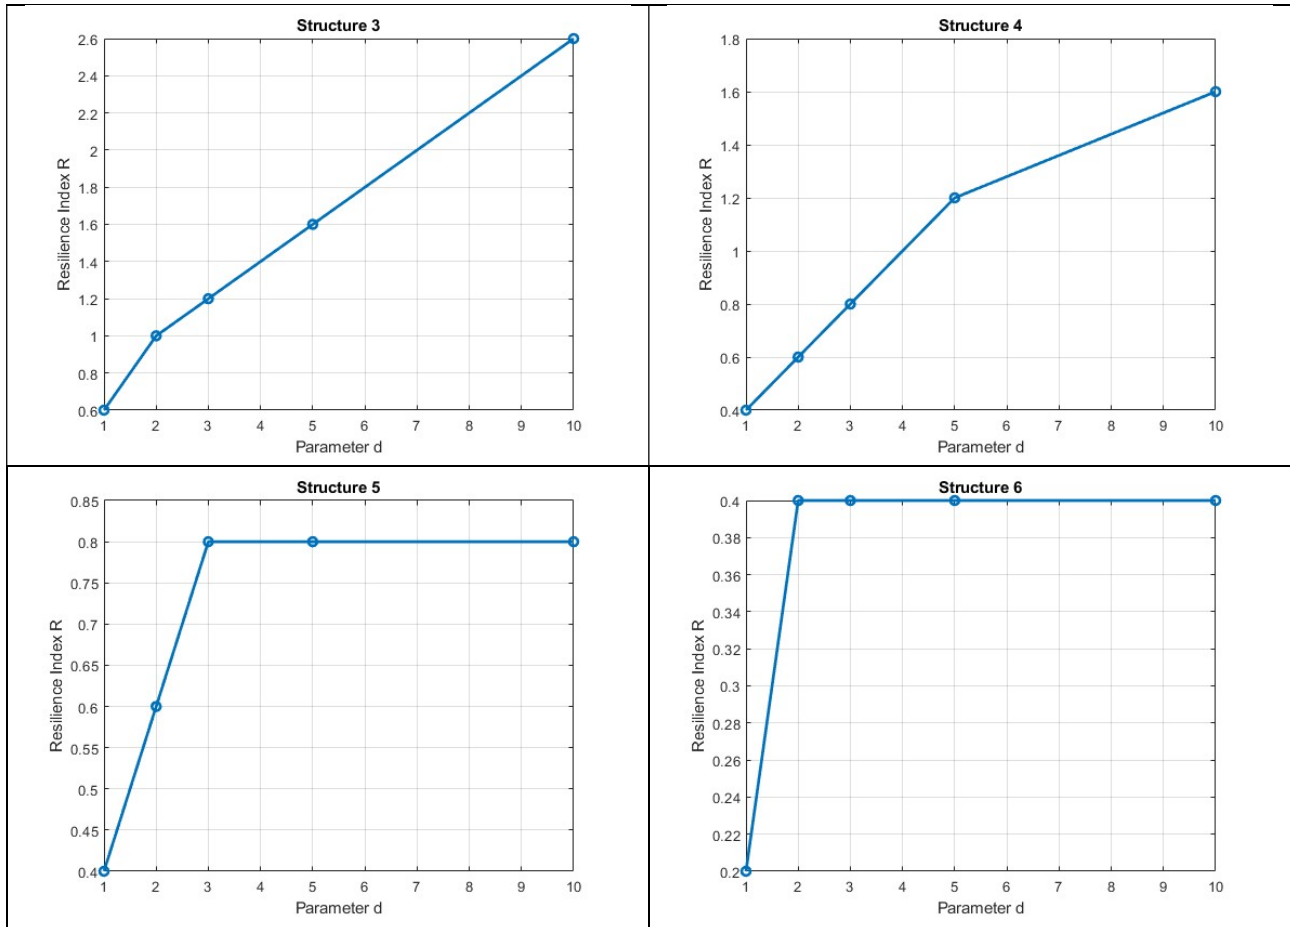 Structure 3
2.6
2.4
2.2
2
1.8
1.6
1.4
1.2
1
0.8
0.6
Resilience Index R
1 2 3 4 5 6 7 8 9 10
Parameter d
Structure 4
1.8
1.6
1.4
1.2
1
0.8
0.6
0.4
Resilience Index R
1 2 3 4 5 6 7 8 9 10
Parameter d
Structure 5
0.85
0.8
0.75
0.7
0.65
0.6
0.55
0.5
0.45
0.4
Resilience Index R
1 2 3 4 5 6 7 8 9 10
Parameter d
Structure 6
0.4
0.38
0.36
0.34
0.32
0.3
0.28
0.26
0.24
0.22
0.2
Resilience Index R
1 2 3 4 5 6 7 8 9 10
Parameter d